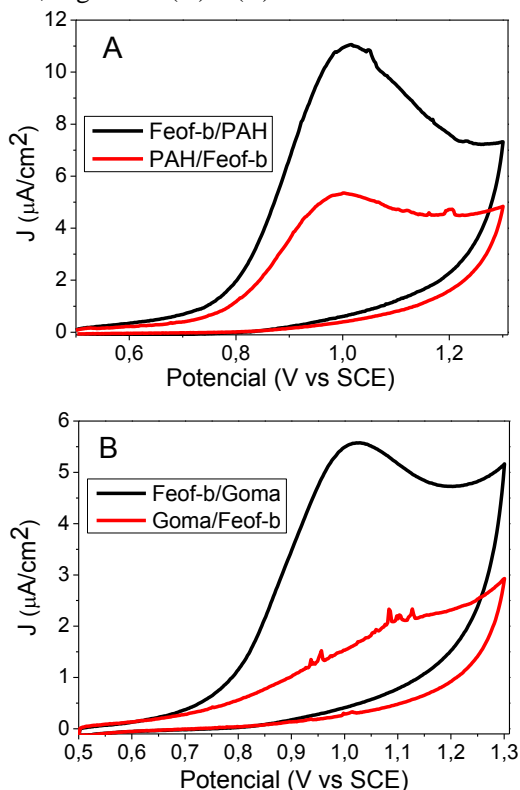 A
12
10
8
6
4
2
0
J (μA/cm²)
Feof-b/PAH
PAH/Feof-b
0,6 0,8 1,0 1,2
Potencial (V vs SCE)
B
6
5
4
3
2
1
0
J (μA/cm²)
Feof-b/Goma
Goma/Feof-b
0,5 0,6 0,7 0,8 0,9 1,0 1,1 1,2 1,3
Potencial (V vs SCE)